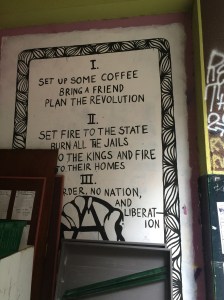 I.
SET UP SOME COFFEE
BRING A FRIEND
PLAN THE REVOLUTION
II.
SET FIRE TO THE STATE
BURN ALL THE JAILS
THE KINGS AND FIRE
TO THEIR HOMES
III.
ORDER, NO NATION,
AND
LIBERAT-
ION